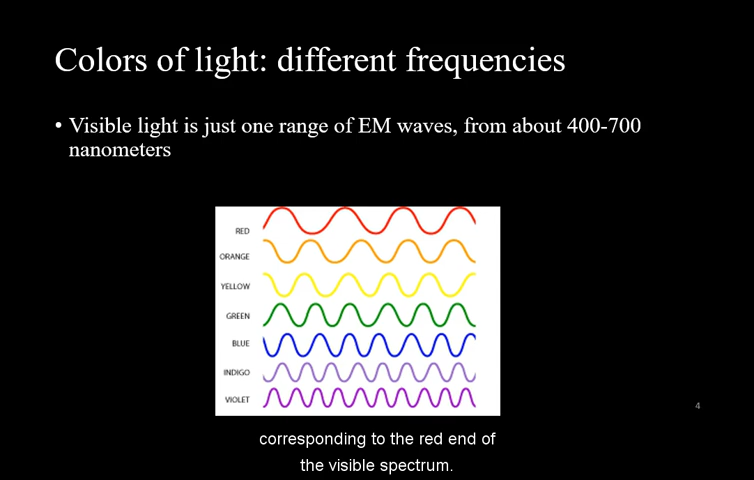 Colors of light: different frequencies
• Visible light is just one range of EM waves, from about 400-700
nanometers
RED
ORANGE
YELLOW
GREEN
BLUE
INDIGO
VIOLET
4
corresponding to the red end of
the visible spectrum.